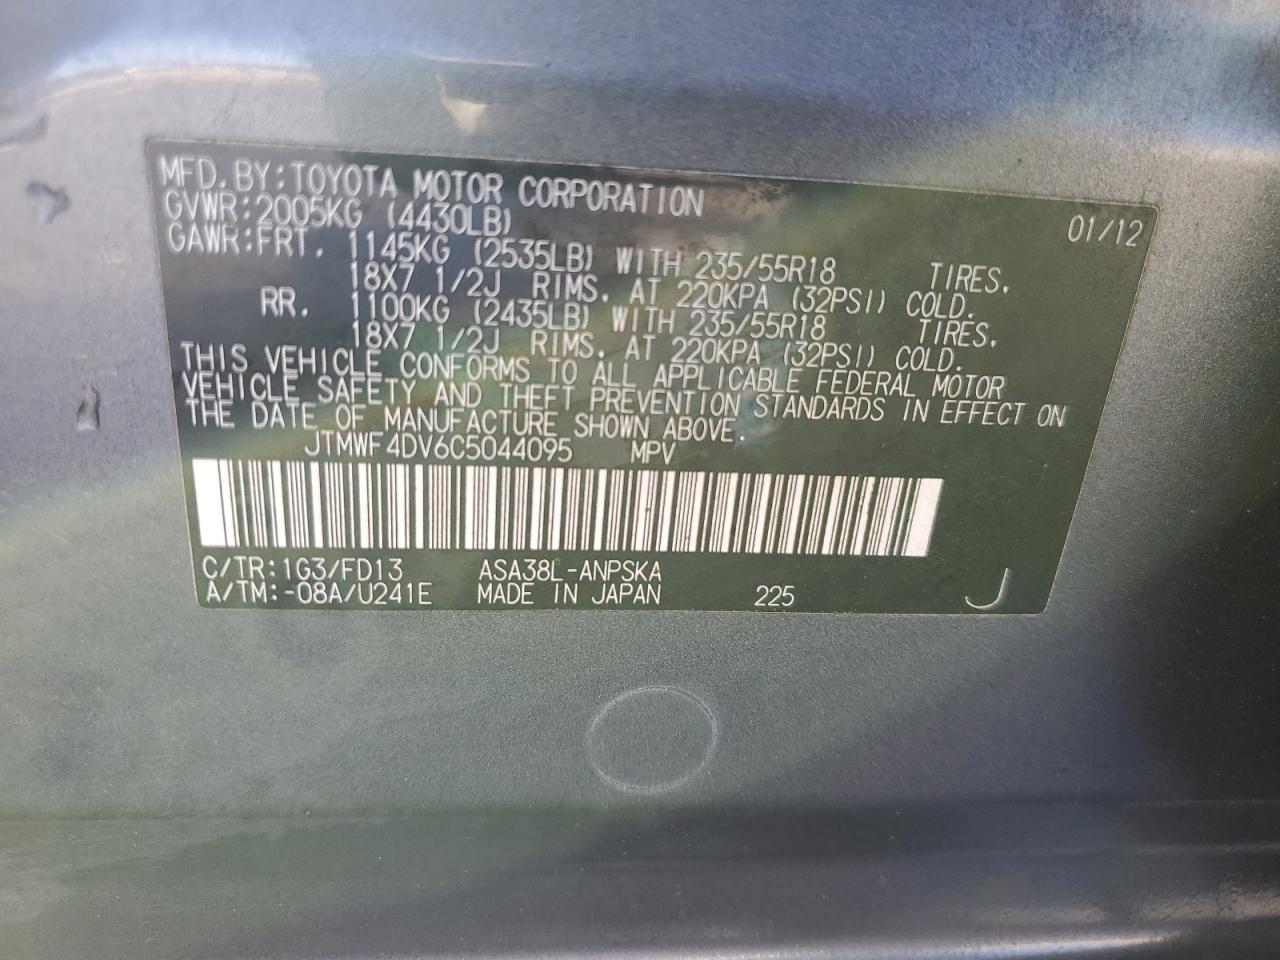 MFD. BY: TOYOTA MOTOR CORPORATION 01/12
GVWR: 2005KG (4430LB)
GAWR: FRT. 1145KG (2535LB) WITH 235/55R18 TIRES.
18X7 1/2J RIMS. AT 220KPA (32PSI) COLD.
RR. 1100KG (2435LB) WITH 235/55R18 TIRES.
18X7 1/2J RIMS. AT 220KPA (32PSI) COLD.
THIS VEHICLE CONFORMS TO ALL APPLICABLE FEDERAL MOTOR
VEHICLE SAFETY AND THEFT PREVENTION STANDARDS IN EFFECT ON
THE DATE OF MANUFACTURE SHOWN ABOVE.
JTMWF4DV6C5044095 MPV
C/TR: 1G3/FD13 ASA38L-ANPSKA
A/TM: -08A/U241E MADE IN JAPAN 225 J